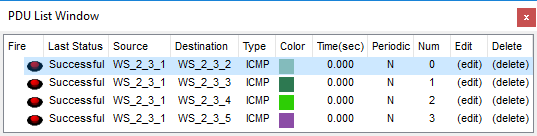 PDU List Window x
Fire Last Status Source Destination Type Color Time(sec) Periodic Num Edit Delete
Successful WS_2_3_1 WS_2_3_2 ICMP 0.000 N 0 (edit) (delete)
Successful WS_2_3_1 WS_2_3_3 ICMP 0.000 N 1 (edit) (delete)
Successful WS_2_3_1 WS_2_3_4 ICMP 0.000 N 2 (edit) (delete)
Successful WS_2_3_1 WS_2_3_5 ICMP 0.000 N 3 (edit) (delete)